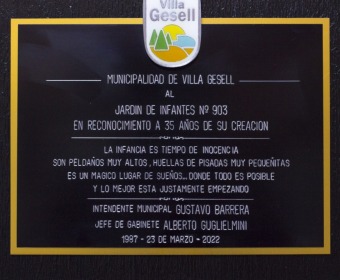 Villa
Gesell
MUNICIPALIDAD DE VILLA GESELL
AL
JARDIN DE INFANTES Nº 903
EN RECONOCIMIENTO A 35 AÑOS DE SU CREACION
LA INFANCIA ES TIEMPO DE INOCENCIA
SON PELDAÑOS MUY ALTOS, HUELLAS DE PISADAS MUY PEQUEÑITAS
ES UN MAGICO LUGAR DE SUEÑOS... DONDE TODO ES POSIBLE
Y LO MEJOR ESTA JUSTAMENTE EMPEZANDO
INTENDENTE MUNICIPAL GUSTAVO BARRERA
JEFE DE GABINETE ALBERTO GUGLIELMINI
1997 - 23 DE MARZO - 2022